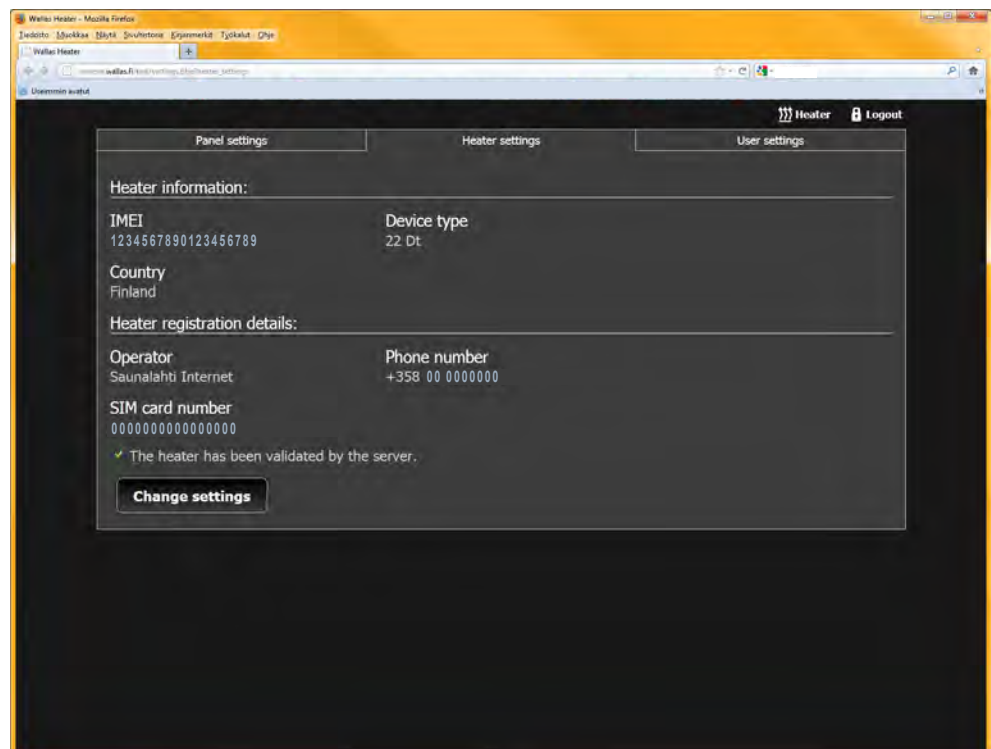 Wallas Heater - Mozilla Firefox
Tiedosto Muokkaa Näytä Sivuhistoria Kirjanmerkit Työkalut Ohje
Wallas Heater +
wallas.fi
Useimmin avatut
Heater Logout
Panel settings Heater settings User settings
Heater information:
IMEI Device type
1234567890123456789 22 Dt
Country
Finland
Heater registration details:
Operator Phone number
Saunalahti Internet +358 00 0000000
SIM card number
0000000000000000
The heater has been validated by the server.
Change settings